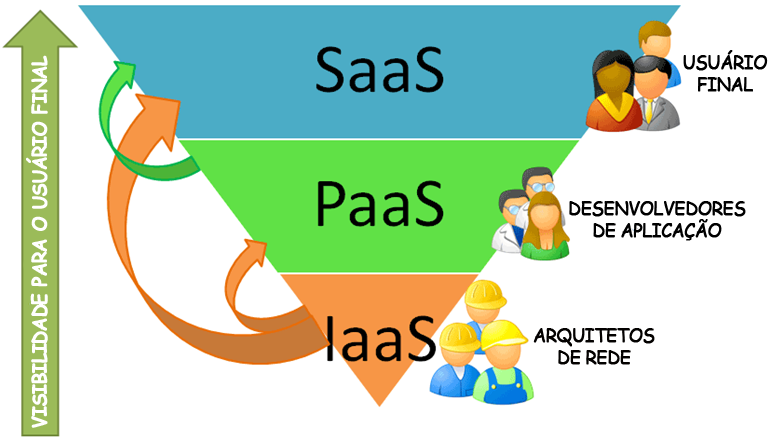 VISIBILIDADE PARA O USUÁRIO FINAL
SaaS
USUÁRIO
FINAL
PaaS
DESENVOLVEDORES
DE APLICAÇÃO
IaaS
ARQUITETOS
DE REDE